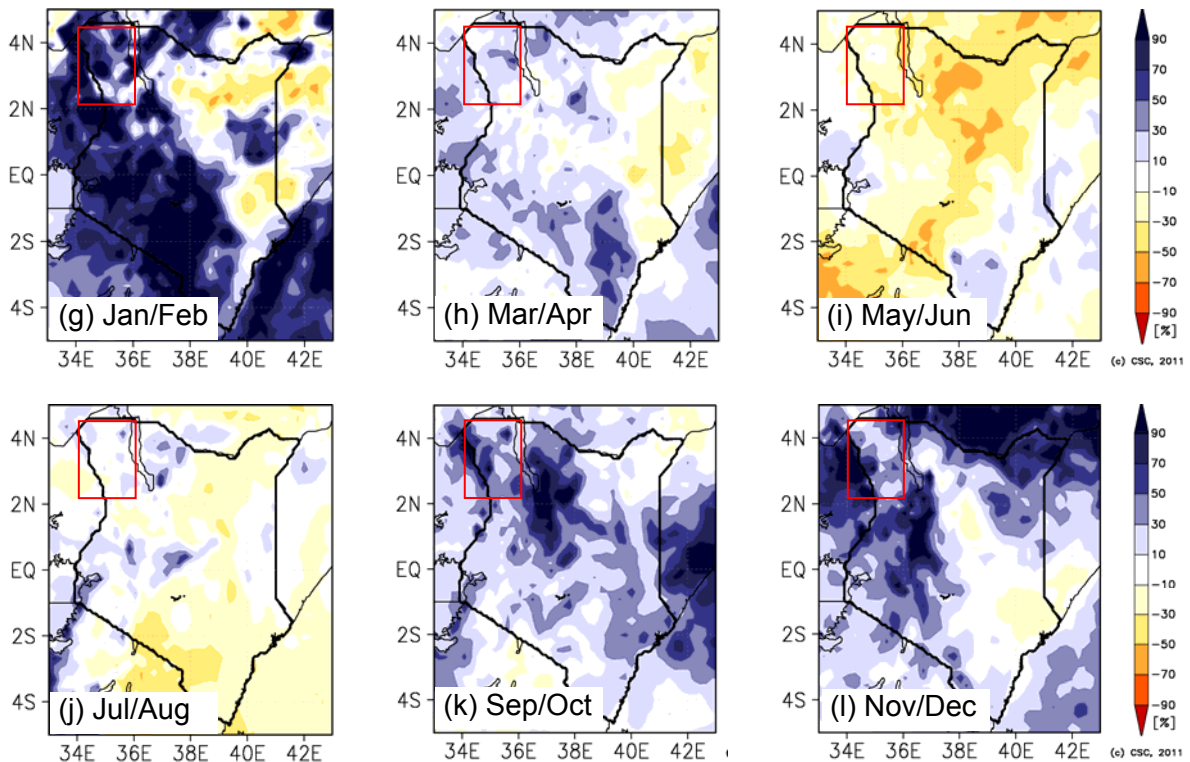 4N
2N
EQ
2S
4S
(g) Jan/Feb
34E 36E 38E 40E 42E
4N
2N
EQ
2S
4S
(h) Mar/Apr
34E 36E 38E 40E 42E
4N
2N
EQ
2S
4S
(i) May/Jun
34E 36E 38E 40E 42E
90
70
50
30
10
−10
−30
−50
−70
−90
[%]
(c) CSC, 2011
4N
2N
EQ
2S
4S
(j) Jul/Aug
34E 36E 38E 40E 42E
4N
2N
EQ
2S
4S
(k) Sep/Oct
34E 36E 38E 40E 42E
4N
2N
EQ
2S
4S
(l) Nov/Dec
34E 36E 38E 40E 42E
90
70
50
30
10
−10
−30
−50
−70
−90
[%]
(c) CSC, 2011